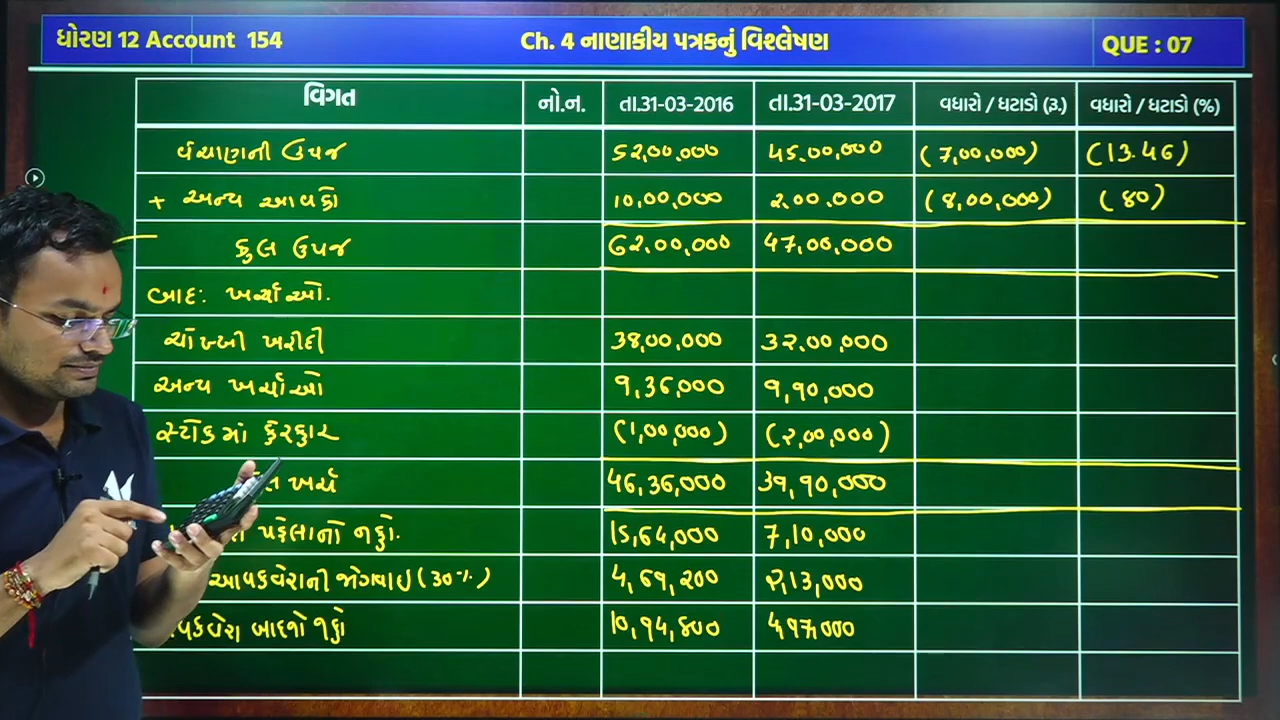 ધોરણ 12 Account 154 Ch. 4 નાણાકીય પત્રકનું વિશ્લેષણ QUE : 07
વિગત નો.ન. તા.31-03-2016 તા.31-03-2017 વધારો / ઘટાડો (રૂ.) વધારો / ઘટાડો (%)
વેચાણની ઉપજ 52,00,000 45,00,000 (7,00,000) (13.46)
+ અન્ય આવકો 10,00,000 2,00,000 (8,00,000) (80)
કુલ ઉપજ 62,00,000 47,00,000
બાદ: ખર્ચાઓ.
ચોખ્ખી ખરીદી 38,00,000 32,00,000
અન્ય ખર્ચાઓ 9,36,000 9,90,000
સ્ટૉકમાં ફેરફાર (1,00,000) (2,00,000)
ખર્ચ 46,36,000 39,90,000
પહેલાનો નફો. 15,64,000 7,10,000
આવકવેરાની જોગવાઇ (30%) 4,69,200 2,13,000
બાદનો નફો 10,94,800 4,97,000